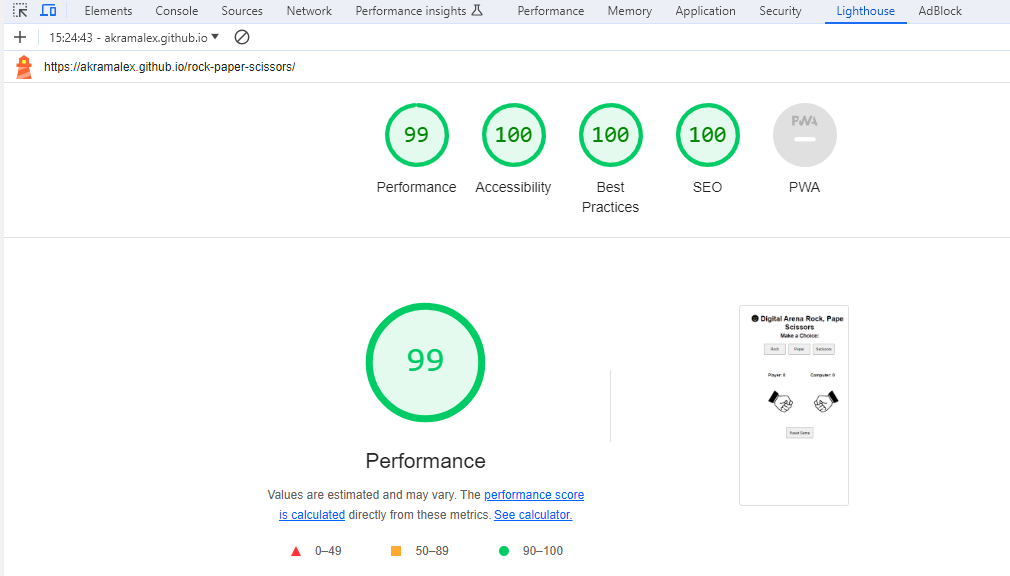 Elements Console Sources Network Performance insights Performance Memory Application Security Lighthouse AdBlock
15:24:43 - akramalex.github.io
https://akramalex.github.io/rock-paper-scissors/
99 100 100 100 PWA
Performance Accessibility Best Practices SEO PWA
99
Performance
Values are estimated and may vary. The performance score
is calculated directly from these metrics. See calculator.
0–49 50–89 90–100
Digital Arena Rock, Pape
Scissors
Make a Choice:
Rock Paper Scissors
Player: 0 Computer: 0
Reset Game